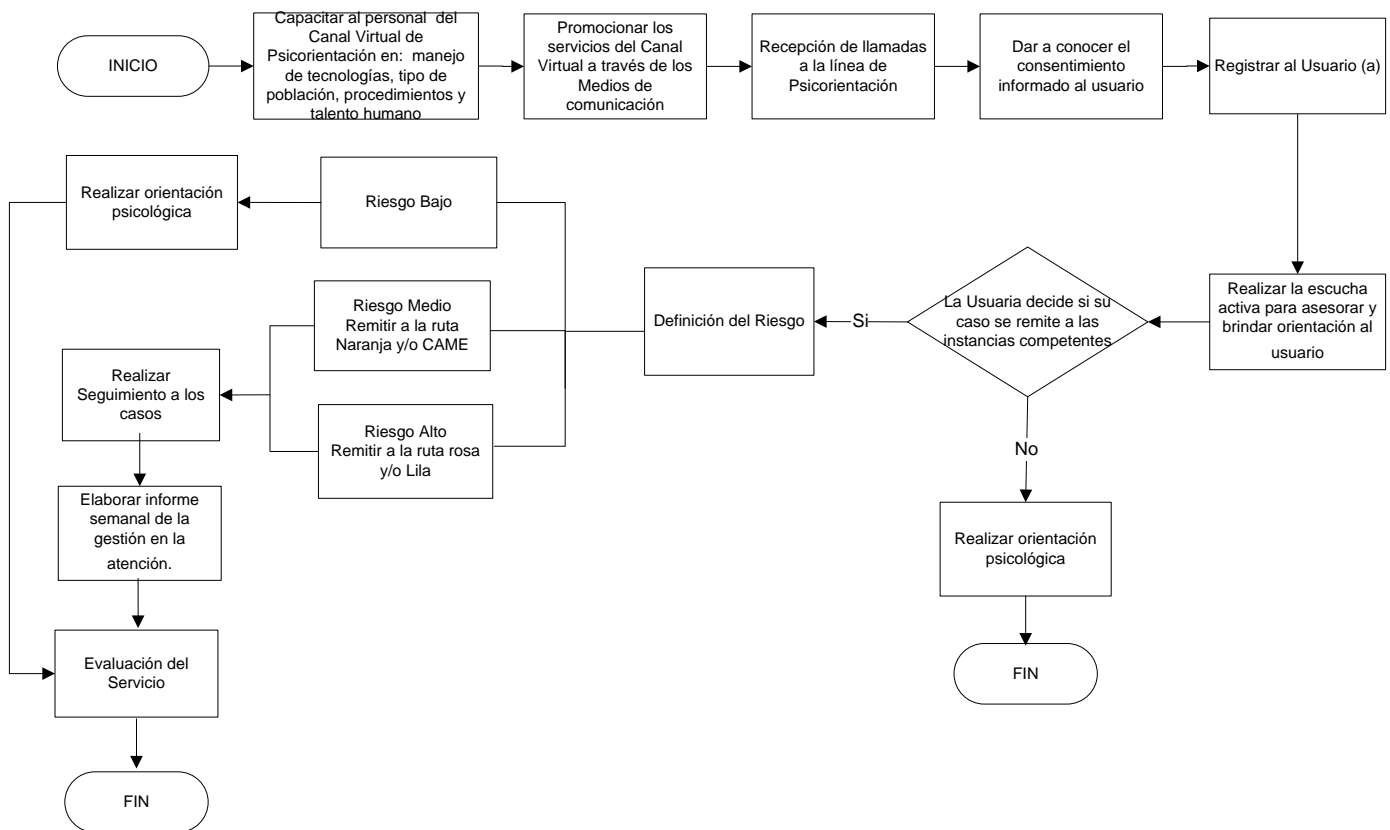 INICIO
Capacitar al personal del
Canal Virtual de
Psicorientación en: manejo
de tecnologías, tipo de
población, procedimientos y
talento humano
Promocionar los
servicios del Canal
Virtual a través de los
Medios de
comunicación
Recepción de llamadas
a la línea de
Psicorientación
Dar a conocer el
consentimiento
informado al usuario
Registrar al Usuario (a)
Realizar la escucha
activa para asesorar y
brindar orientación al
usuario
La Usuaria decide si su
caso se remite a las
instancias competentes
Si
Definición del Riesgo
Riesgo Bajo
Realizar orientación
psicológica
Riesgo Medio
Remitir a la ruta
Naranja y/o CAME
Riesgo Alto
Remitir a la ruta rosa
y/o Lila
Realizar
Seguimiento a los
casos
Elaborar informe
semanal de la
gestión en la
atención.
Evaluación del
Servicio
FIN
No
Realizar orientación
psicológica
FIN